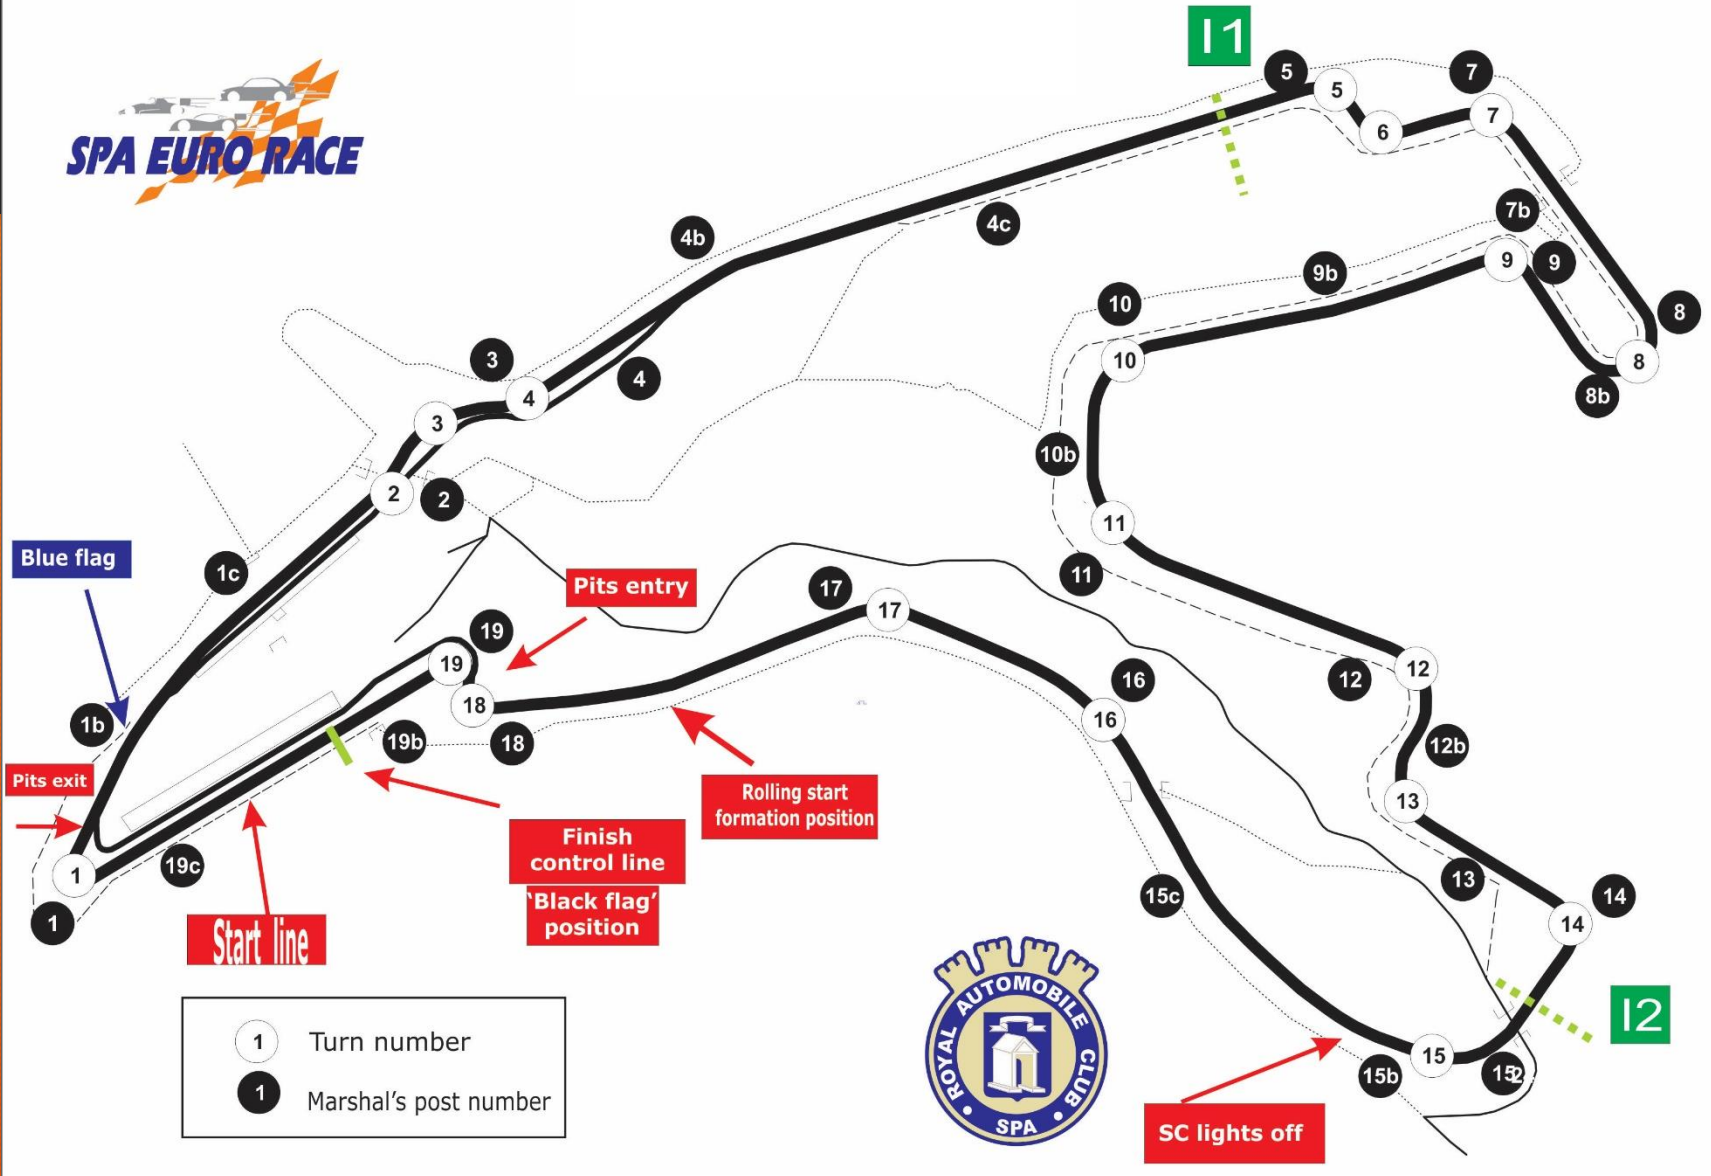 I1
5
7
5
7
6
SPA EURO RACE
7b
4b
4c
9
9
9b
10
8
3
10
8
4
8b
4
3
10b
2
2
11
Blue flag
1c
11
Pits entry
17
17
19
19
12
12
16
18
16
1b
19b
18
12b
Pits exit
Rolling start
formation position
13
Finish
control line
19c
1
13
15c
14
'Black flag'
position
1
14
Start line
I2
1 Turn number
15
15b
15
1 Marshal's post number
ROYAL AUTOMOBILE CLUB
SPA
SC lights off